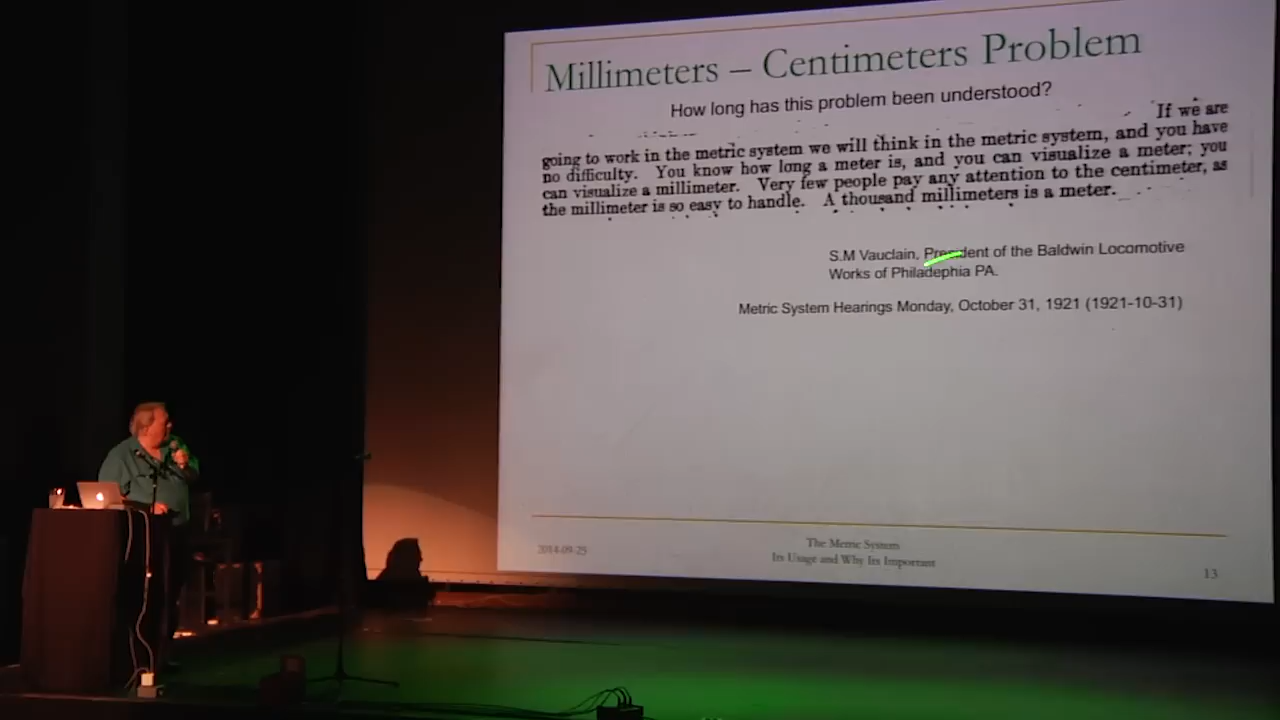 Millimeters – Centimeters Problem
How long has this problem been understood?
If we are
going to work in the metric system we will think in the metric system, and you have
no difficulty. You know how long a meter is, and you can visualize a meter; you
can visualize a millimeter. Very few people pay any attention to the centimeter, as
the millimeter is so easy to handle. A thousand millimeters is a meter.
S.M Vauclain, President of the Baldwin Locomotive
Works of Philadephia PA.
Metric System Hearings Monday, October 31, 1921 (1921-10-31)
2014-09-25
The Metric System
Its Usage and Why Its Important
13